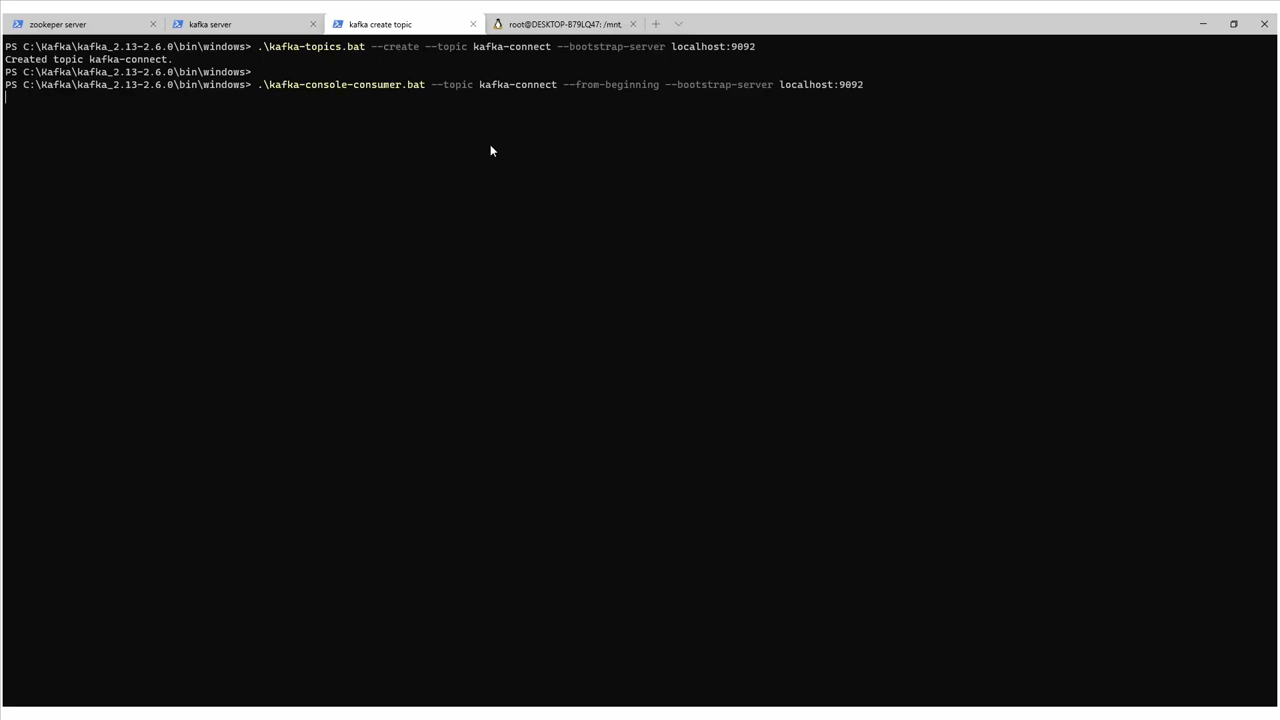 zookeper server
kafka server
kafka create topic
root@DESKTOP-B79LQ47: /mnt,
PS C:\Kafka\kafka_2.13-2.6.0\bin\windows> .\kafka-topics.bat --create --topic kafka-connect --bootstrap-server localhost:9092
Created topic kafka-connect.
PS C:\Kafka\kafka_2.13-2.6.0\bin\windows>
PS C:\Kafka\kafka_2.13-2.6.0\bin\windows> .\kafka-console-consumer.bat --topic kafka-connect --from-beginning --bootstrap-server localhost:9092